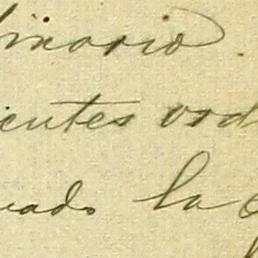 inario.
ientes ord
vado la